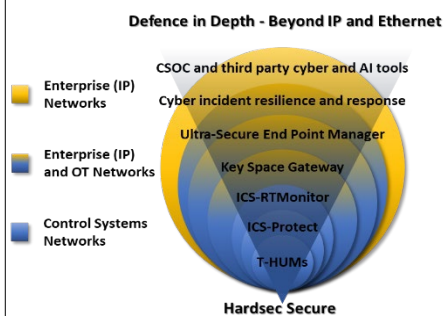 Defence in Depth - Beyond IP and Ethernet
CSOC and third party cyber and AI tools
Enterprise (IP)
Networks
Cyber incident resilience and response
Ultra-Secure End Point Manager
Enterprise (IP)
and OT Networks
Key Space Gateway
ICS-RTMonitor
Control Systems
Networks
ICS-Protect
T-HUMs
Hardsec Secure